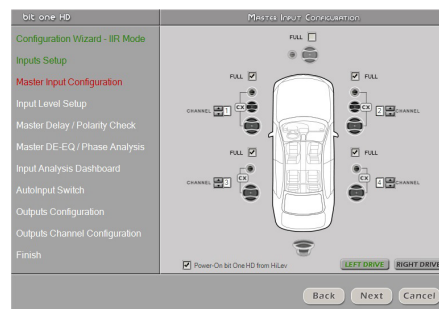 bit one HD
Master Input Configuration
Configuration Wizard - IIR Mode
Inputs Setup
Master Input Configuration
Input Level Setup
Master Delay / Polarity Check
Master DE-EQ / Phase Analysis
Input Analysis Dashboard
AutoInput Switch
Outputs Configuration
Outputs Channel Configuration
Finish
FULL
FULL
FULL
CHANNEL 1 CX
CX 2 CHANNEL
FULL
FULL
CHANNEL 3 CX
CX 4 CHANNEL
Power-On bit One HD from HiLev
LEFT DRIVE
RIGHT DRIVE
Back
Next
Cancel